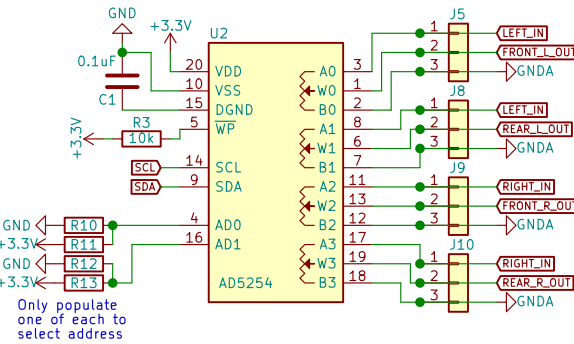 GND
+3.3V
U2
J5
0.1uF
C1
20 VDD
10 VSS
15 DGND
5 WP
R3
10k
+3.3V
14 SCL
9 SDA
SCL
SDA
4 AD0
16 AD1
GND R10
+3.3V R11
GND R12
+3.3V R13
AD5254
A0 3
W0 1
B0 2
A1 8
W1 6
B1 7
A2 11
W2 13
B2 12
A3 17
W3 19
B3 18
1 LEFT_IN
2 FRONT_L_OUT
3 GNDA
J8
1 LEFT_IN
2 REAR_L_OUT
3 GNDA
J9
1 RIGHT_IN
2 FRONT_R_OUT
3 GNDA
J10
1 RIGHT_IN
2 REAR_R_OUT
3 GNDA
Only populate
one of each to
select address